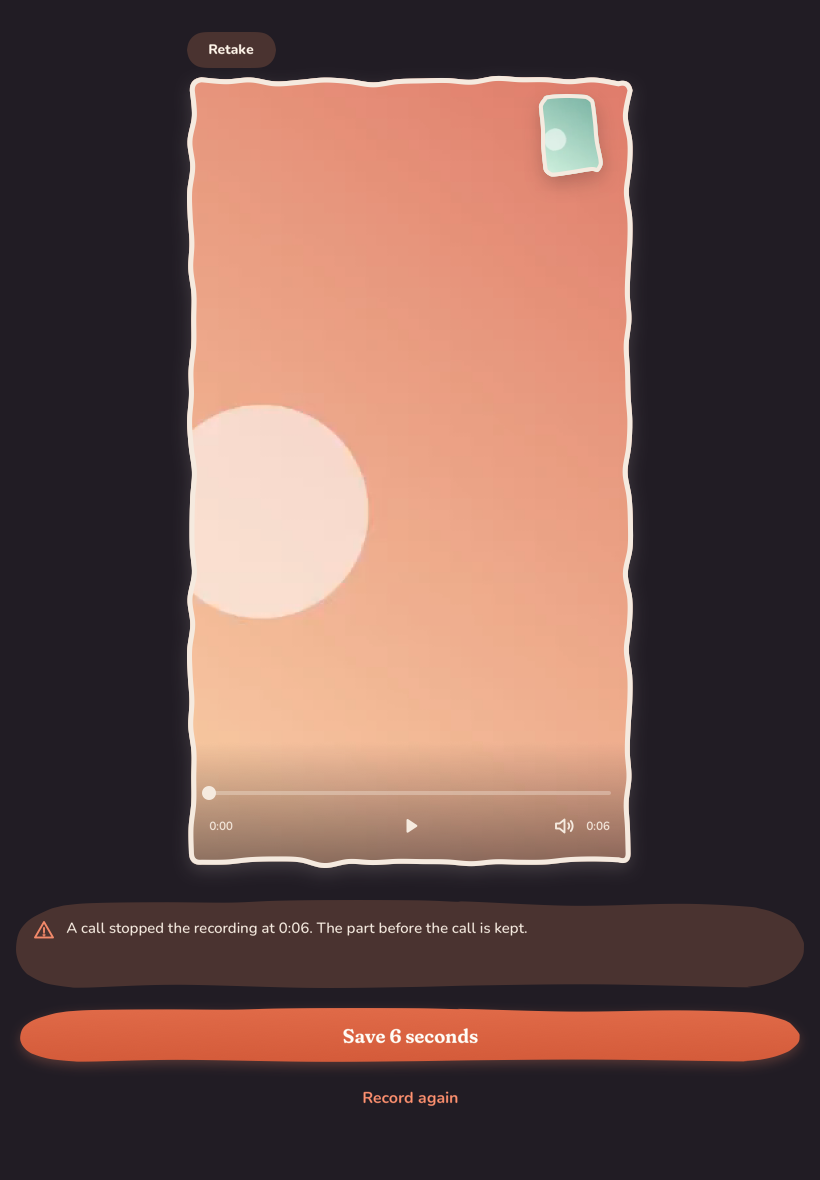 Retake
0:00
0:06
A call stopped the recording at 0:06. The part before the call is kept.
Save 6 seconds
Record again